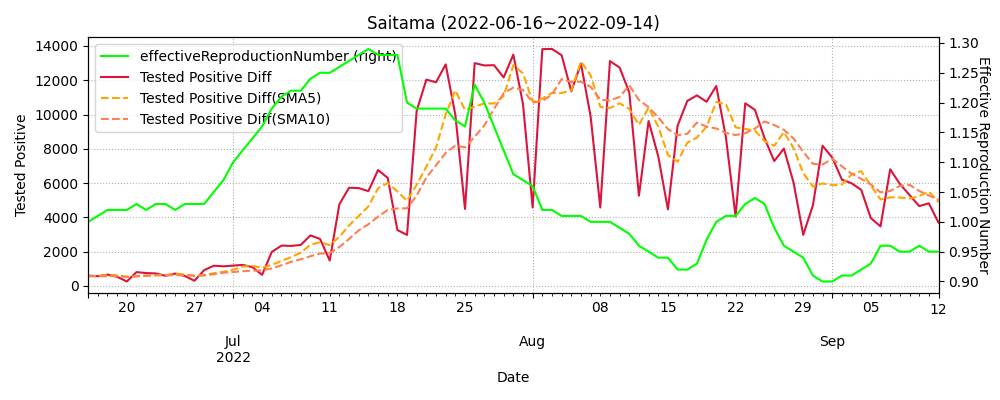 Saitama (2022-06-16~2022-09-14)
effectiveReproductionNumber (right)
Tested Positive Diff
Tested Positive Diff(SMA5)
Tested Positive Diff(SMA10)
Tested Positive
14000
12000
10000
8000
6000
4000
2000
0
Effective Reproduction Number
1.30
1.25
1.20
1.15
1.10
1.05
1.00
0.95
0.90
20 27 04 11 18 25 08 15 22 29 05 12
Jul Aug Sep
2022
Date